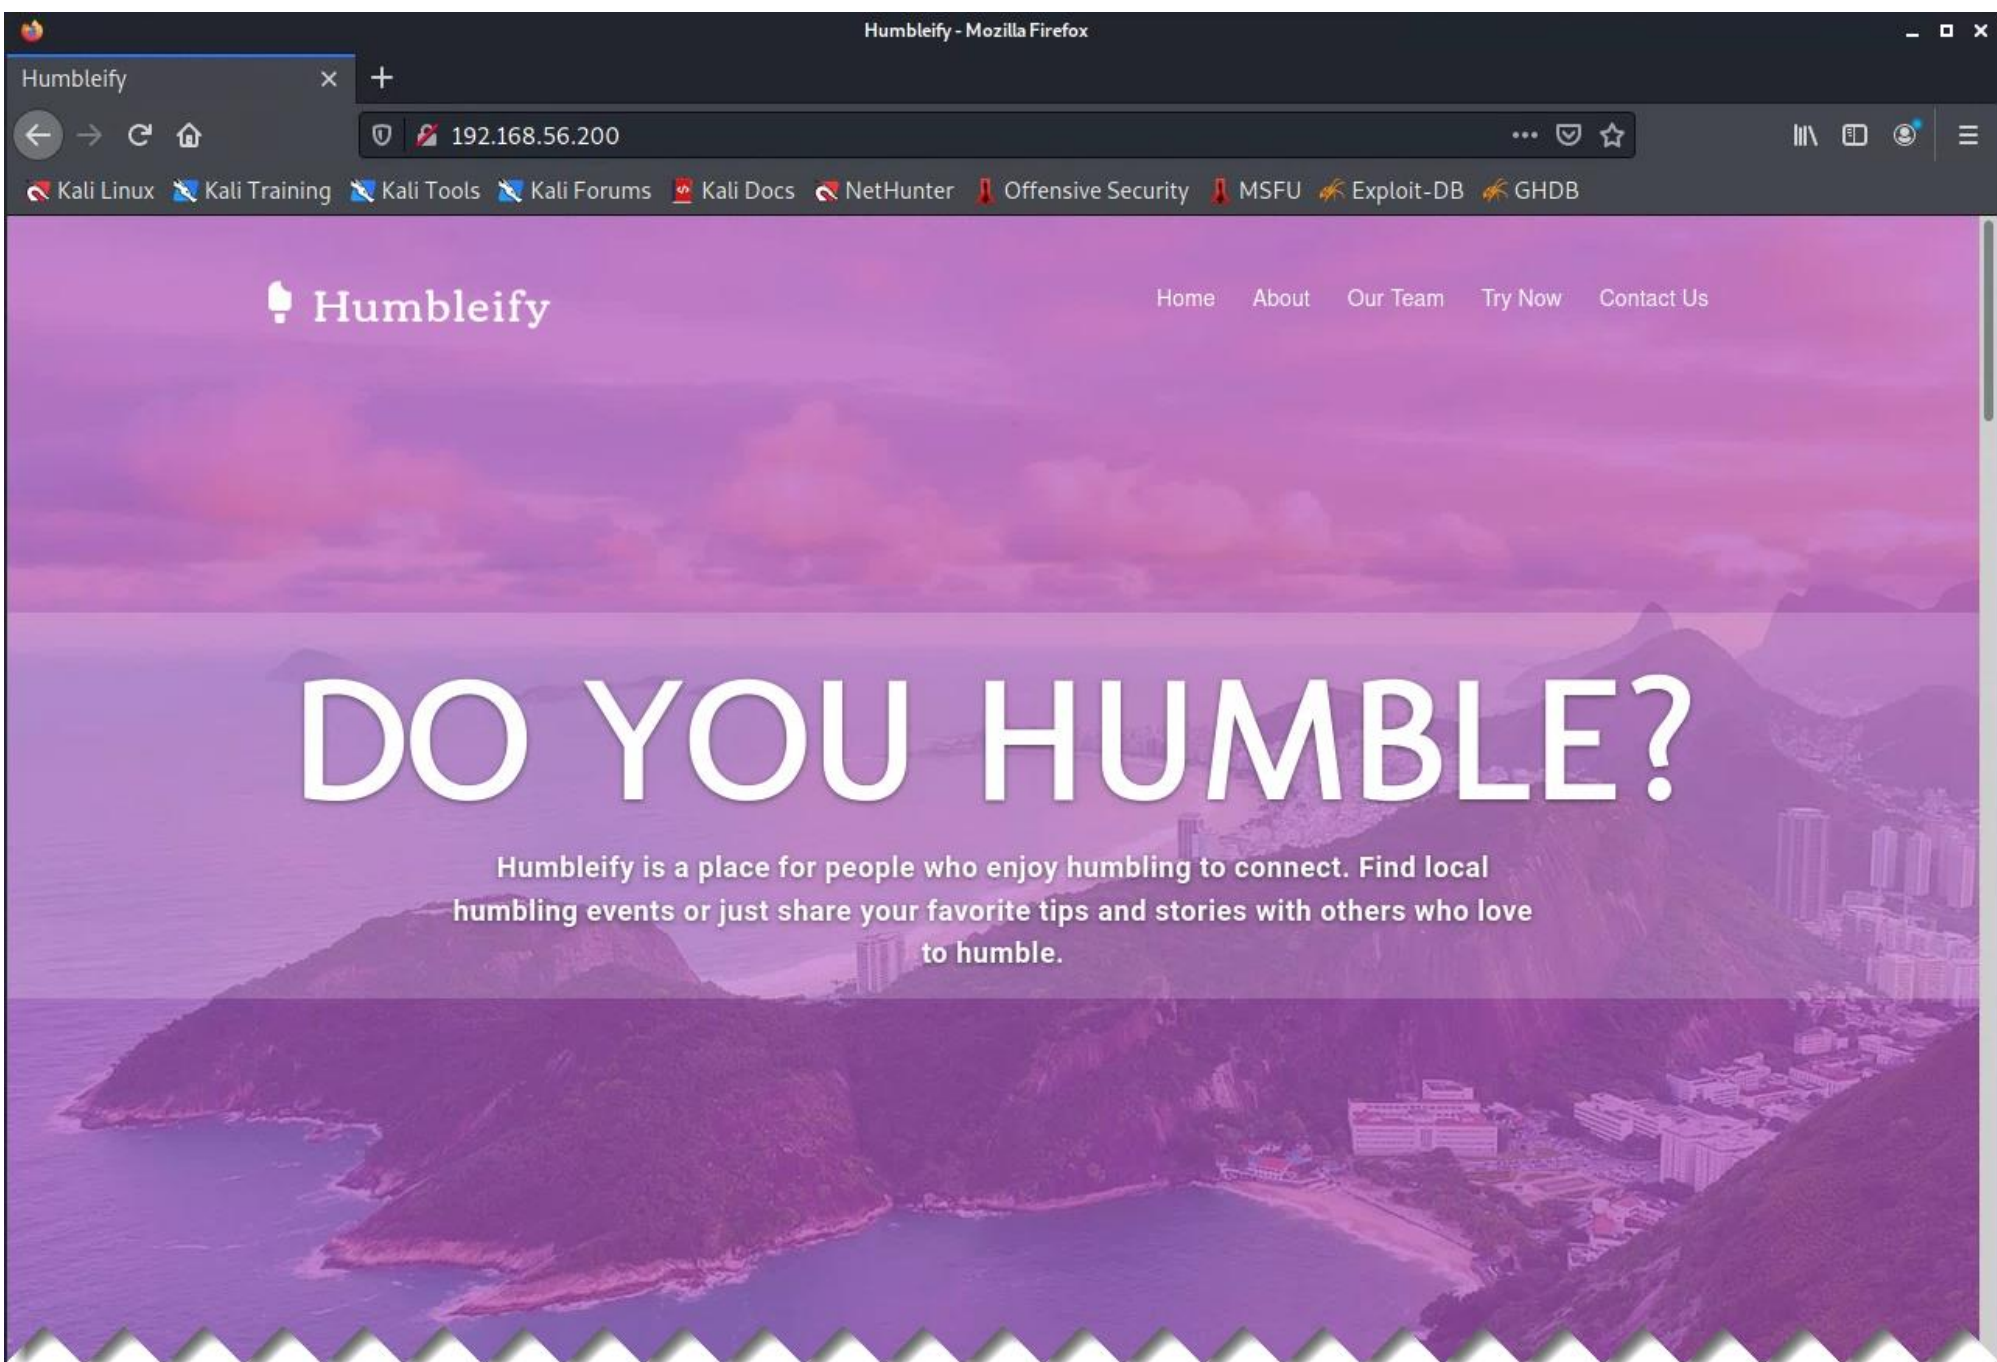 Humbleify - Mozilla Firefox
Humbleify
192.168.56.200
Kali Linux Kali Training Kali Tools Kali Forums Kali Docs NetHunter Offensive Security MSFU Exploit-DB GHDB
Humbleify
Home About Our Team Try Now Contact Us
DO YOU HUMBLE?
Humbleify is a place for people who enjoy humbling to connect. Find local
humbling events or just share your favorite tips and stories with others who love
to humble.